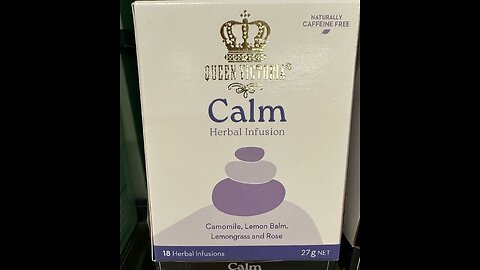 NATURALLY
CAFFEINE FREE
QUEEN VICTORIA®
Calm
Herbal Infusion
Camomile, Lemon Balm,
Lemongrass and Rose
18 Herbal Infusions
27g NET
Calm